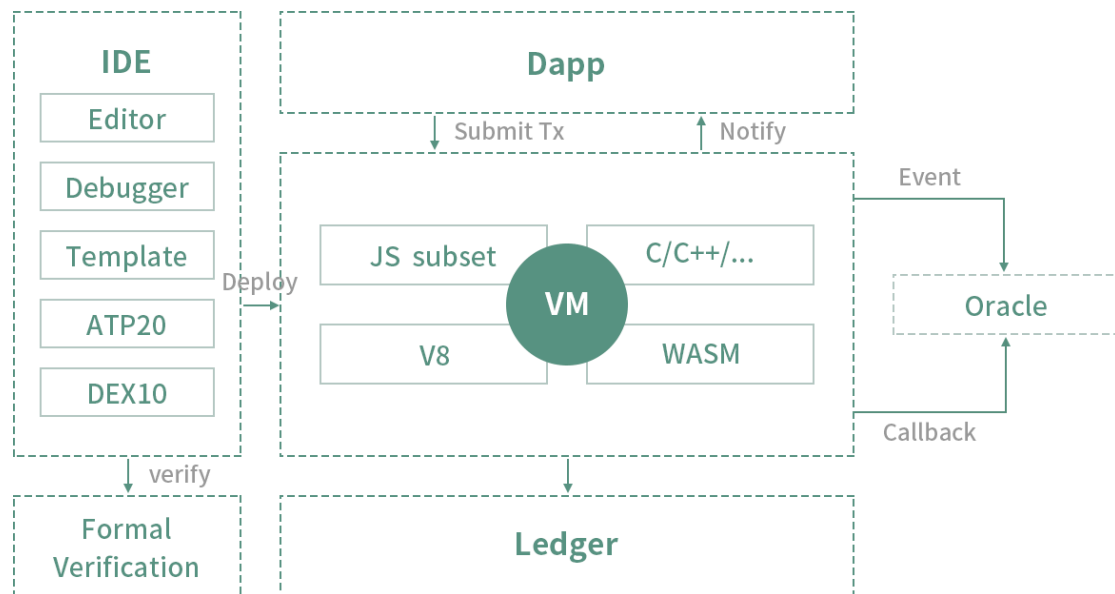 IDE
Editor
Debugger
Template
ATP20
DEX10
Deploy
verify
Formal
Verification
Dapp
Submit Tx
Notify
JS subset
C/C++/...
VM
V8
WASM
Ledger
Event
Oracle
Callback